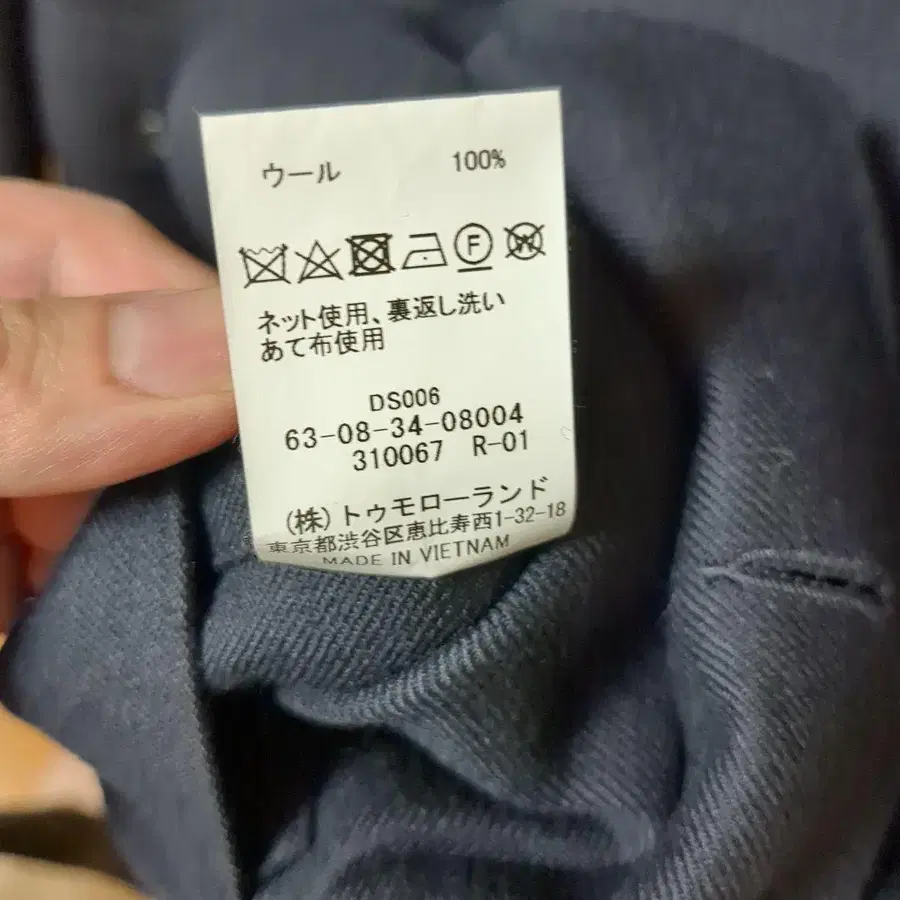 ウール 100%
F W
ネット使用、裏返し洗い
あて布使用
DS006
63-08-34-08004
310067 R-01
(株)トゥモローランド
東京都渋谷区恵比寿西1-32-18
MADE IN VIETNAM